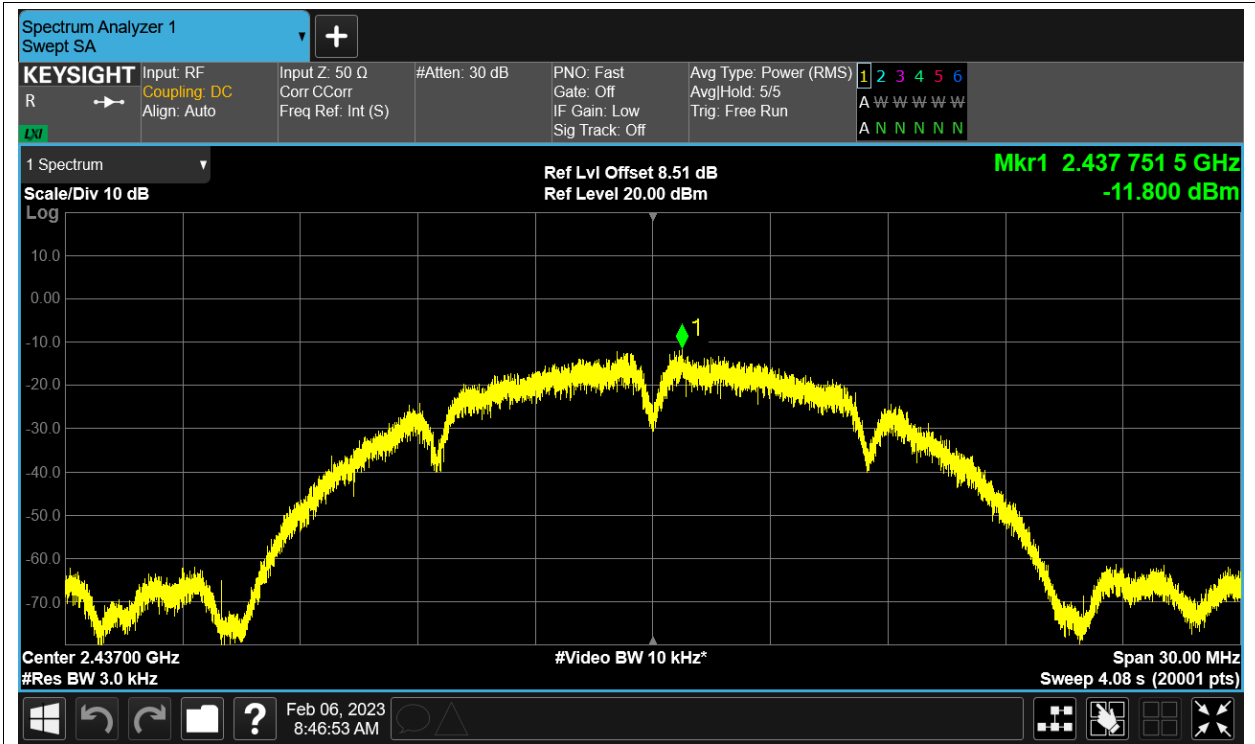 Spectrum Analyzer 1
Swept SA
+
KEYSIGHT
R
LXI
Input: RF
Coupling: DC
Align: Auto
Input Z: 50 Ω
Corr CCorr
Freq Ref: Int (S)
#Atten: 30 dB
PNO: Fast
Gate: Off
IF Gain: Low
Sig Track: Off
Avg Type: Power (RMS)
Avg|Hold: 5/5
Trig: Free Run
1 2 3 4 5 6
A W W W W W
A N N N N N
1 Spectrum
Scale/Div 10 dB
Log
Ref Lvl Offset 8.51 dB
Ref Level 20.00 dBm
Mkr1 2.437 751 5 GHz
-11.800 dBm
10.0
0.00
-10.0
-20.0
-30.0
-40.0
-50.0
-60.0
-70.0
1
Center 2.43700 GHz
#Res BW 3.0 kHz
#Video BW 10 kHz*
Span 30.00 MHz
Sweep 4.08 s (20001 pts)
?
Feb 06, 2023
8:46:53 AM